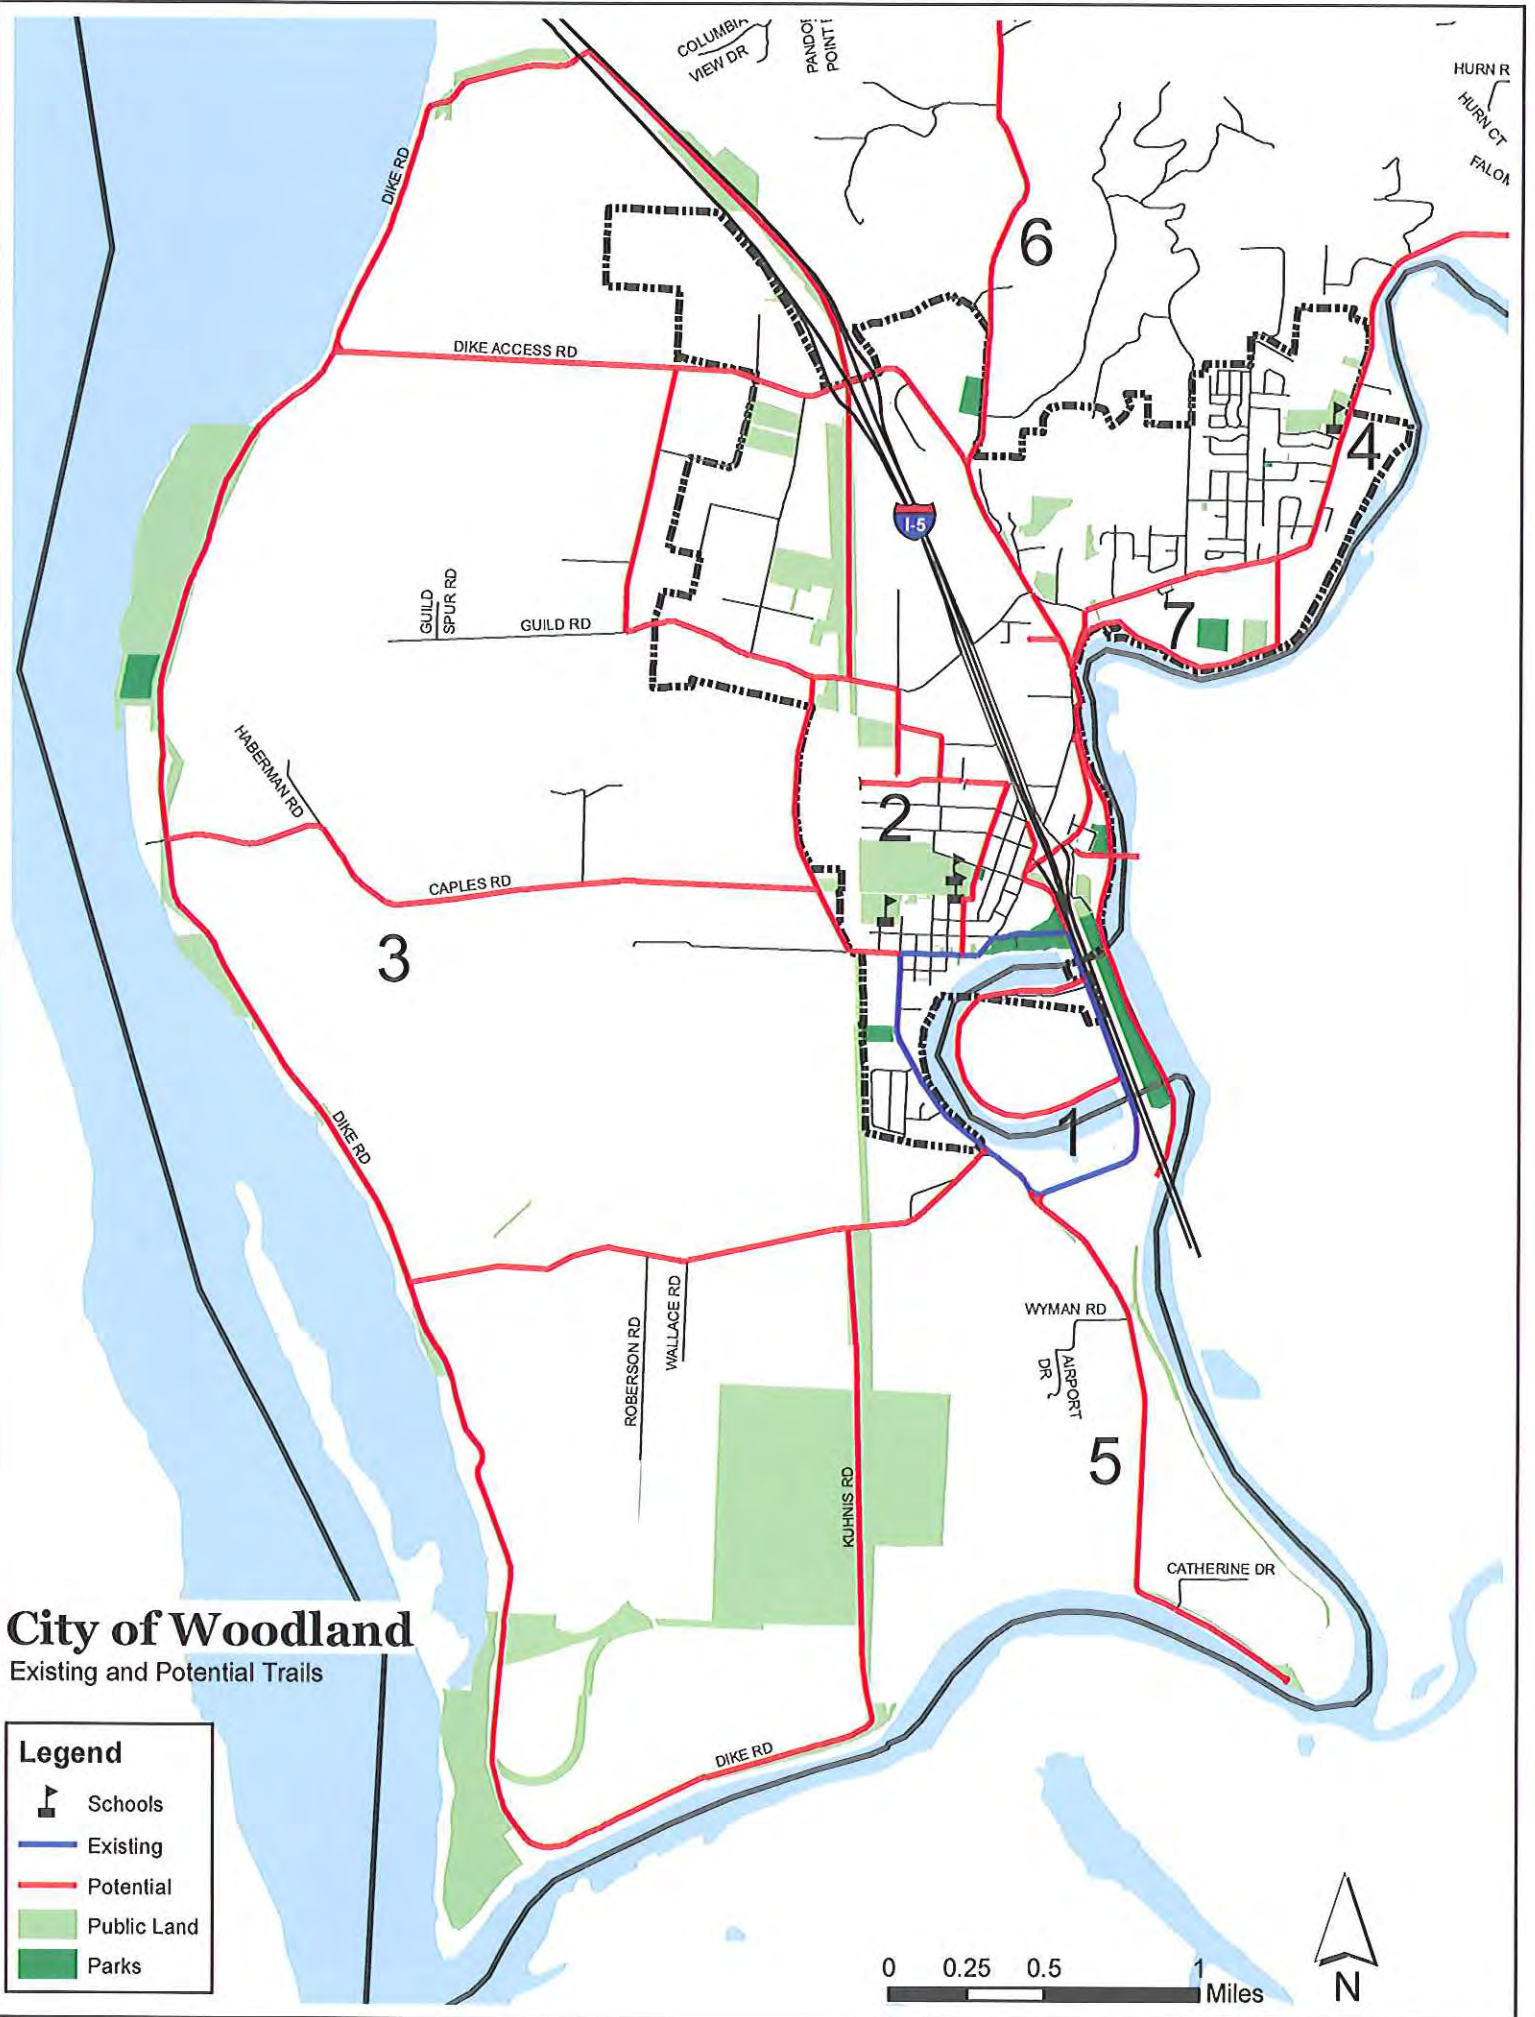 COLUMBIA
VIEW DR
POINT
HURN R
HURN CT
DIKE RD
6
DIKE ACCESS RD
4
I-5
GUILD
SPUR RD
GUILD RD
7
HABERMAN RD
2
CAPLES RD
3
DIKE RD
1
WYMAN RD
AIRPORT
DR
ROBERSON RD
WALLACE RD
5
KUHNIS RD
CATHERINE DR
City of Woodland
Existing and Potential Trails
DIKE RD
Legend
Schools
Existing
Potential
Public Land
Parks
0 0.25 0.5 1
Miles
N